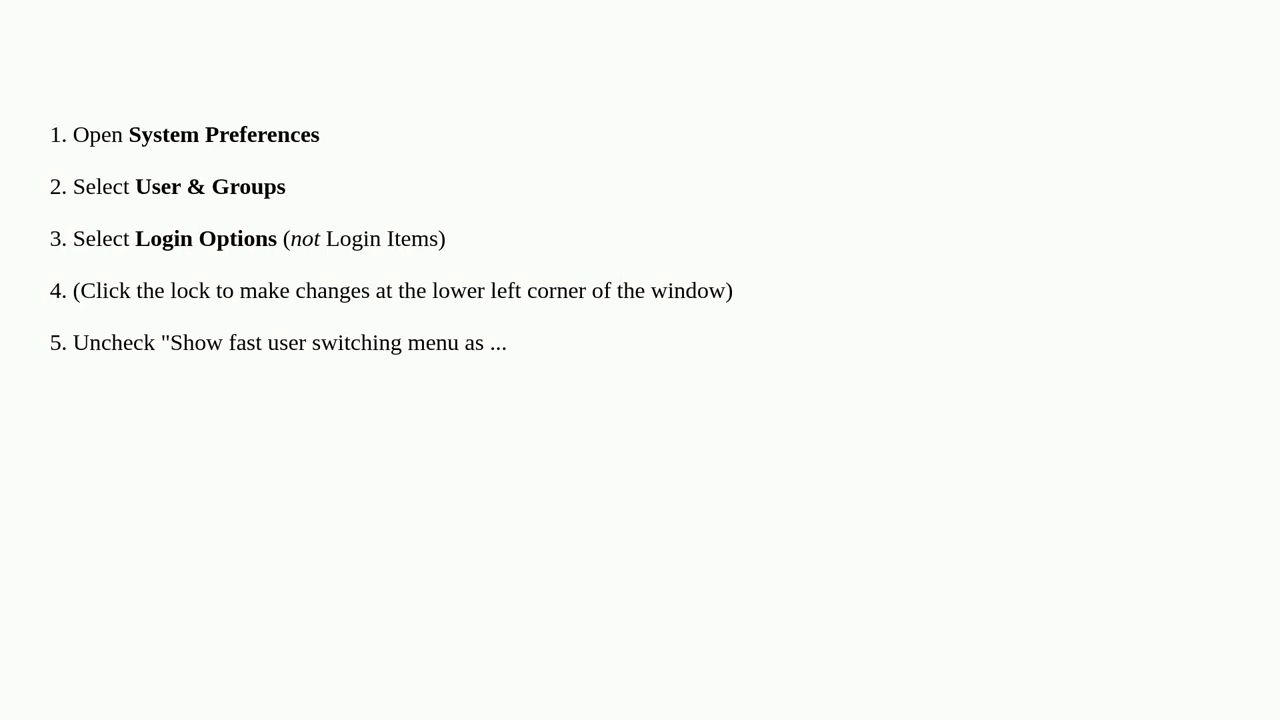 1. Open System Preferences
2. Select User & Groups
3. Select Login Options (not Login Items)
4. (Click the lock to make changes at the lower left corner of the window)
5. Uncheck "Show fast user switching menu as ...